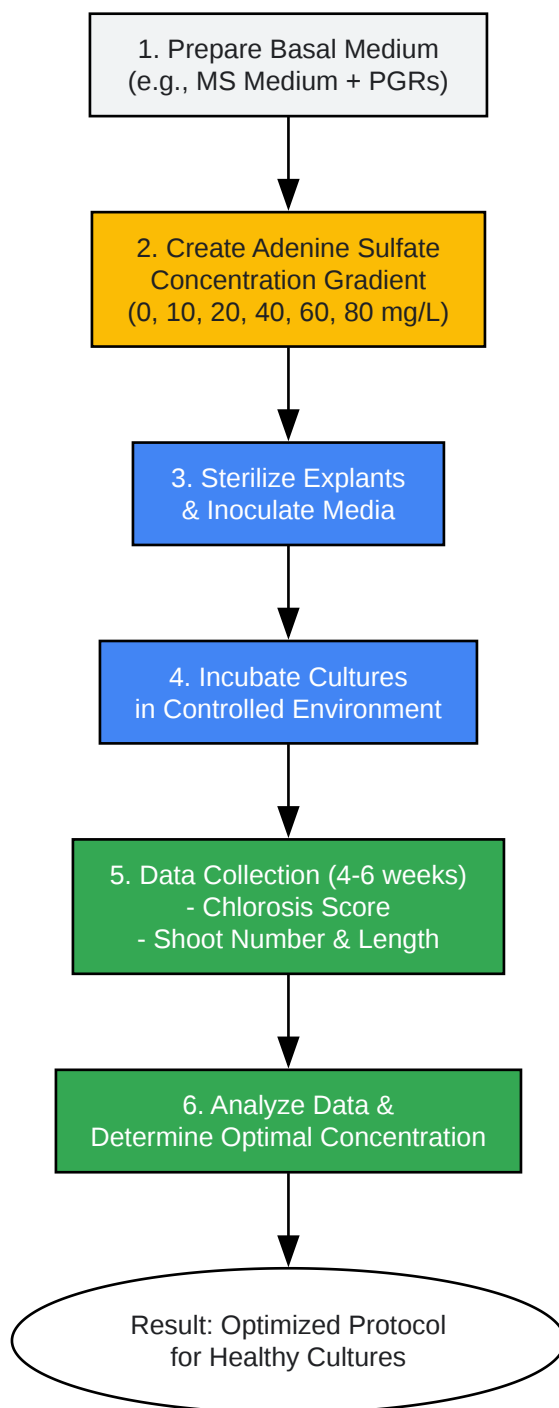 1. Prepare Basal Medium
(e.g., MS Medium + PGRs)
2. Create Adenine Sulfate
Concentration Gradient
(0, 10, 20, 40, 60, 80 mg/L)
3. Sterilize Explants
& Inoculate Media
4. Incubate Cultures
in Controlled Environment
5. Data Collection (4-6 weeks)
- Chlorosis Score
- Shoot Number & Length
6. Analyze Data &
Determine Optimal Concentration
Result: Optimized Protocol
for Healthy Cultures